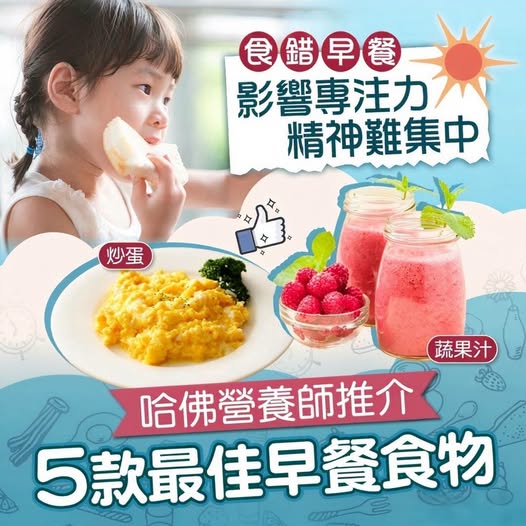 食錯早餐
影響專注力
精神難集中
炒蛋
蔬果汁
哈佛營養師推介
5款最佳早餐食物